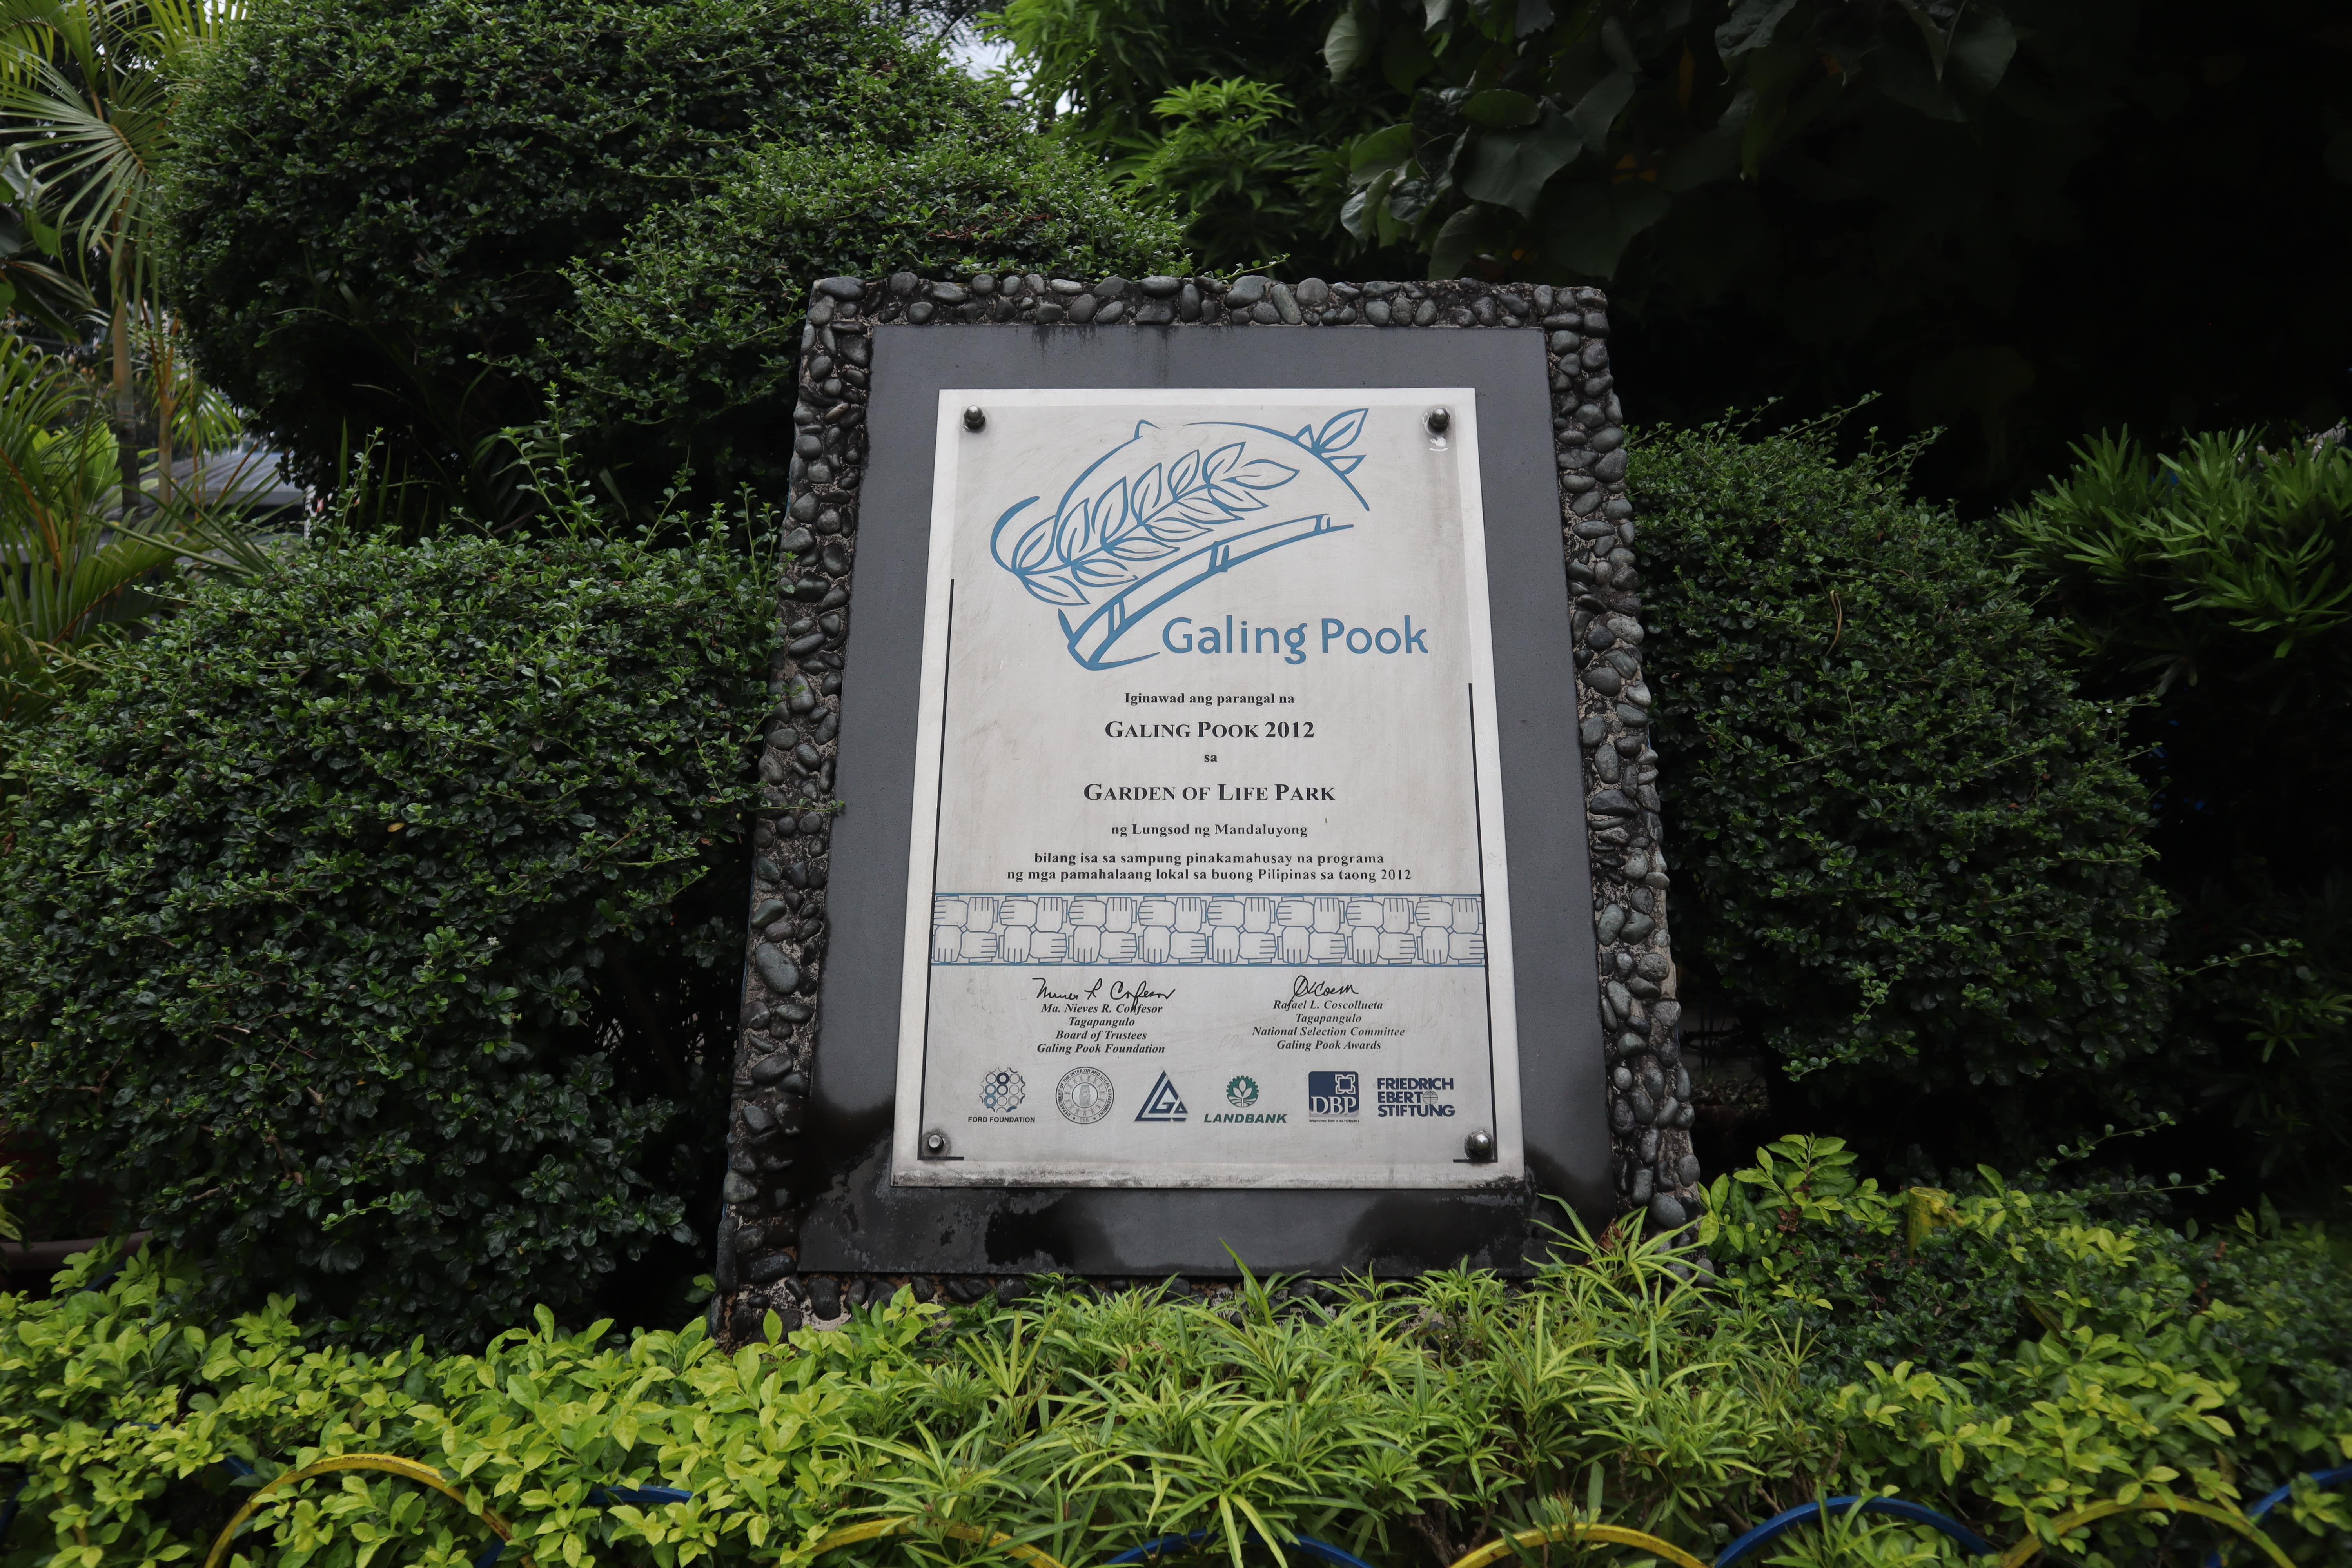 Galing Pook
Iginawad ang parangal na
GALING POOK 2012
sa
GARDEN OF LIFE PARK
ng Lungsod ng Mandaluyong
bilang isa sa sampung pinakamahusay na programa
ng mga pamahalaang lokal sa buong Pilipinas sa taong 2012
Ma. Nieves R. Confesor
Tagapangulo
Board of Trustees
Galing Pook Foundation
Rafael L. Coscolluela
Tagapangulo
National Selection Committee
Galing Pook Awards
FORD FOUNDATION
LGA
LANDBANK
DBP
FRIEDRICH
EBERT
STIFTUNG